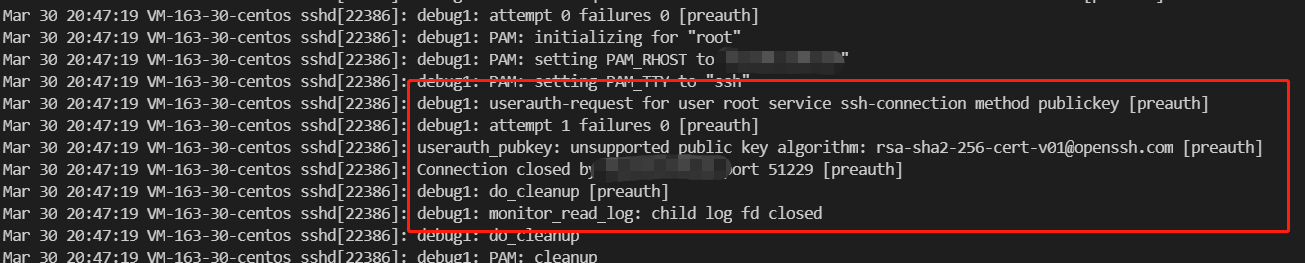 Mar 30 20:47:19 VM-163-30-centos sshd[22386]: debug1: attempt 0 failures 0 [preauth]
Mar 30 20:47:19 VM-163-30-centos sshd[22386]: debug1: PAM: initializing for "root"
Mar 30 20:47:19 VM-163-30-centos sshd[22386]: debug1: PAM: setting PAM_RHOST to "
Mar 30 20:47:19 VM-163-30-centos sshd[22386]: debug1: PAM: setting PAM_TTY to "ssh"
Mar 30 20:47:19 VM-163-30-centos sshd[22386]: debug1: userauth-request for user root service ssh-connection method publickey [preauth]
Mar 30 20:47:19 VM-163-30-centos sshd[22386]: debug1: attempt 1 failures 0 [preauth]
Mar 30 20:47:19 VM-163-30-centos sshd[22386]: userauth_pubkey: unsupported public key algorithm: rsa-sha2-256-cert-v01@openssh.com [preauth]
Mar 30 20:47:19 VM-163-30-centos sshd[22386]: Connection closed by port 51229 [preauth]
Mar 30 20:47:19 VM-163-30-centos sshd[22386]: debug1: do_cleanup [preauth]
Mar 30 20:47:19 VM-163-30-centos sshd[22386]: debug1: monitor_read_log: child log fd closed
Mar 30 20:47:19 VM-163-30-centos sshd[22386]: debug1: do_cleanup
Mar 30 20:47:19 VM-163-30-centos sshd[22386]: debug1: PAM: cleanup